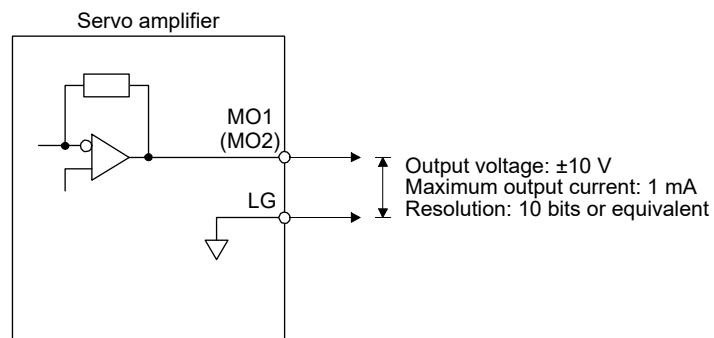 Servo amplifier
MO1
(MO2)
LG
Output voltage: ±10 V
Maximum output current: 1 mA
Resolution: 10 bits or equivalent